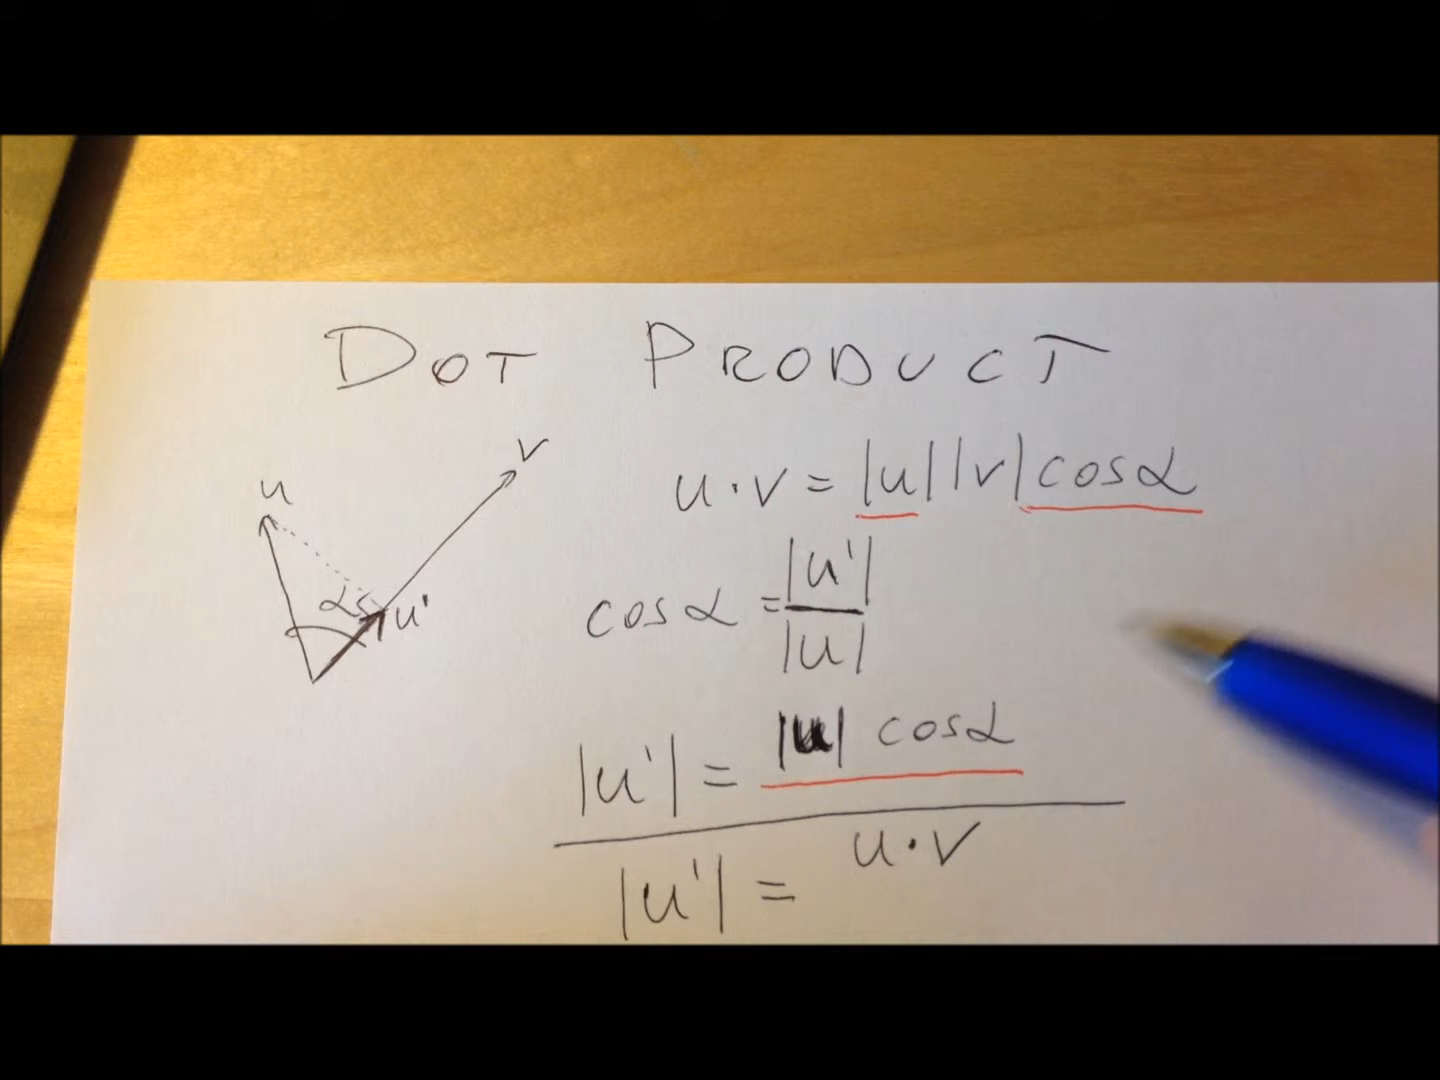 DOT PRODUCT
v
u
α
u'
u·v = |u||v|cosα
cosα = |u'| / |u|
|u'| = |u| cosα
|u'| = u·v